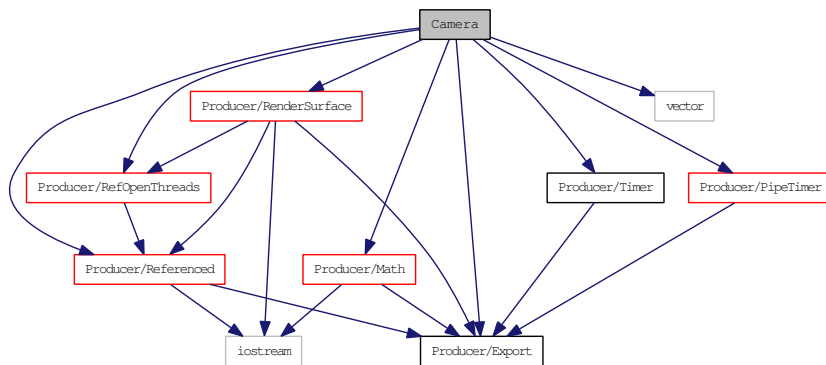 Camera
Producer/RenderSurface
vector
Producer/RefOpenThreads
Producer/Timer
Producer/PipeTimer
Producer/Referenced
Producer/Math
iostream
Producer/Export